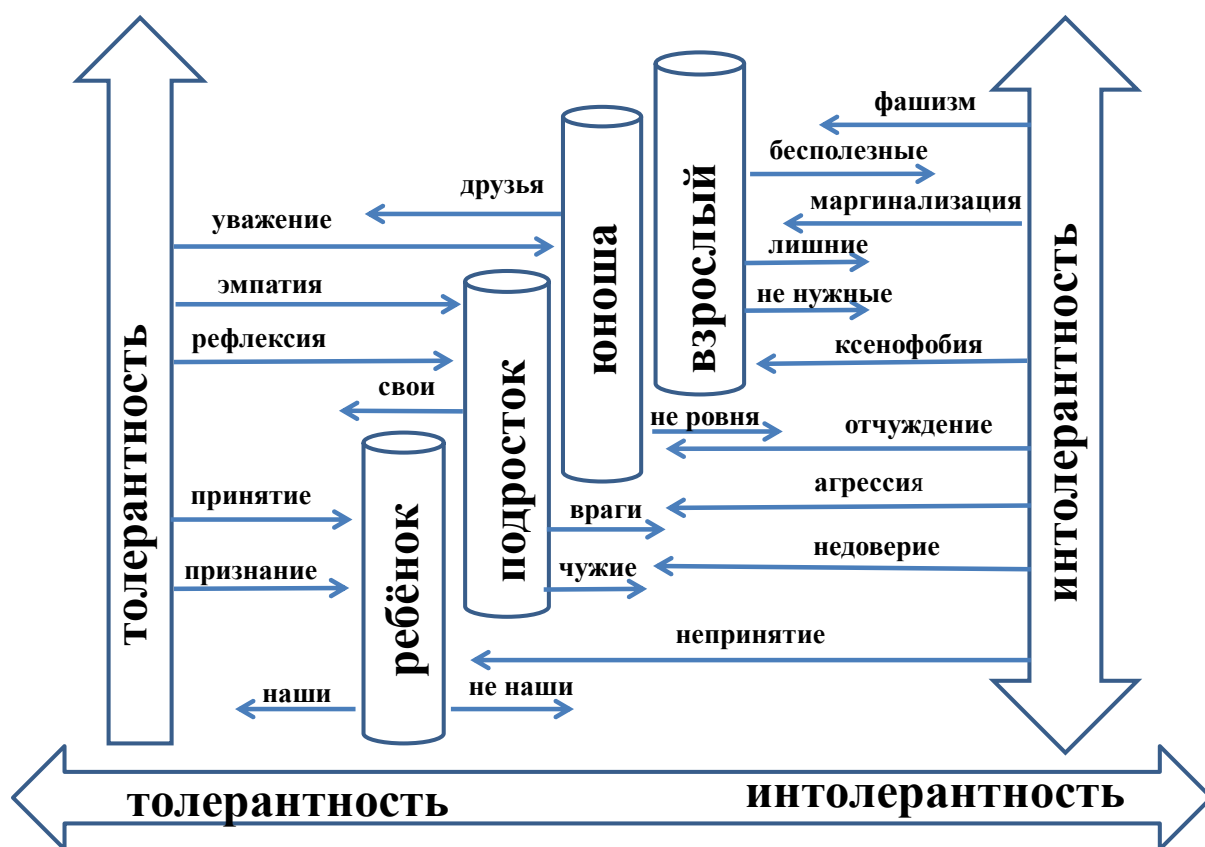 фашизм
бесполезные
друзья
маргинализация
уважение
лишние
эмпатия
не нужные
рефлексия
ксенофобия
свои
не ровня
отчуждение
принятие
агрессия
враги
недоверие
признание
чужие
непринятие
наши
не наши
толерантность
ребёнок
подросток
юноша
взрослый
интолерантность
толерантность
интолерантность